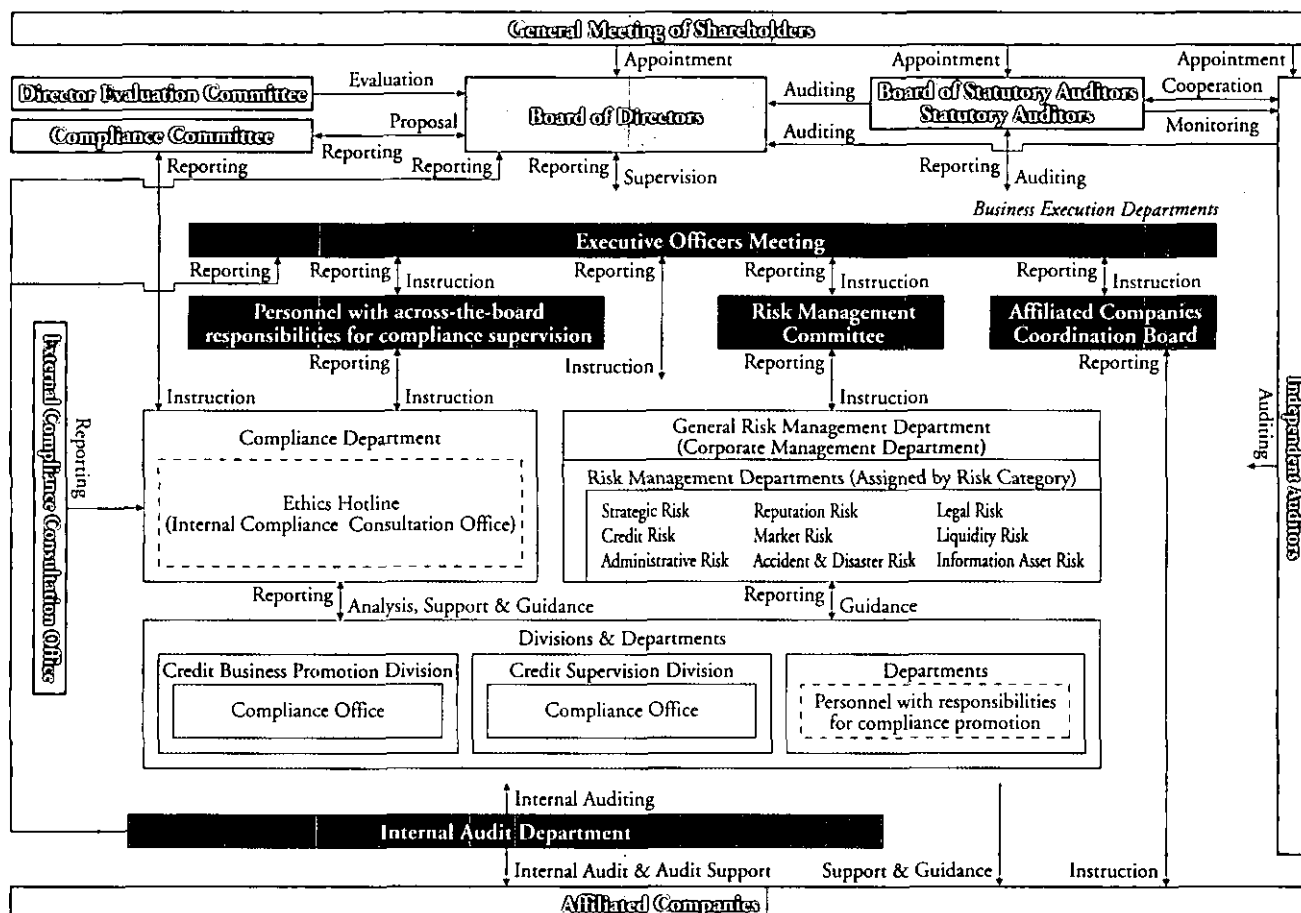 General Meeting of Shareholders
Appointment
Appointment
Appointment
Director Evaluation Committee
Evaluation
Board of Directors
Auditing
Board of Statutory Auditors
Statutory Auditors
Cooperation
Compliance Committee
Proposal
Reporting
Auditing
Monitoring
Reporting
Reporting
Reporting
Supervision
Reporting
Auditing
Business Execution Departments
Executive Officers Meeting
Reporting
Reporting
Instruction
Reporting
Reporting
Instruction
Reporting
Instruction
Personnel with across-the-board
responsibilities for compliance supervision
Risk Management
Committee
Affiliated Companies
Coordination Board
Reporting
Instruction
Reporting
Reporting
Instruction
Instruction
Instruction
External Compliance Consultation Office
Reporting
Compliance Department
Ethics Hotline
(Internal Compliance Consultation Office)
General Risk Management Department
(Corporate Management Department)
Risk Management Departments (Assigned by Risk Category)
Strategic Risk Reputation Risk Legal Risk
Credit Risk Market Risk Liquidity Risk
Administrative Risk Accident & Disaster Risk Information Asset Risk
Auditing
Independent Auditors
Reporting
Analysis, Support & Guidance
Reporting
Guidance
Divisions & Departments
Credit Business Promotion Division
Compliance Office
Credit Supervision Division
Compliance Office
Departments
Personnel with responsibilities
for compliance promotion
Internal Auditing
Internal Audit Department
Internal Audit & Audit Support
Support & Guidance
Instruction
Affiliated Companies